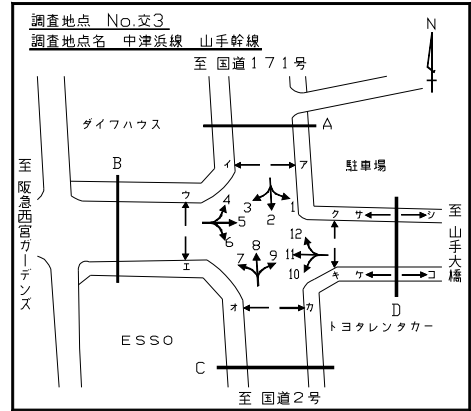 調査地点 No.交3
調査地点名 中津浜線 山手幹線
N
至 国道171号
ダイワハウス
A
駐車場
B
イ ア
至 阪急西宮ガーデンズ
ウ
4
5
6
エ
3 2 1
ク サ シ
至 山手大橋
12
11
10
キ ケ コ
7 8 9
オ カ
D
トヨタレンタカー
ESSO
C
至 国道2号